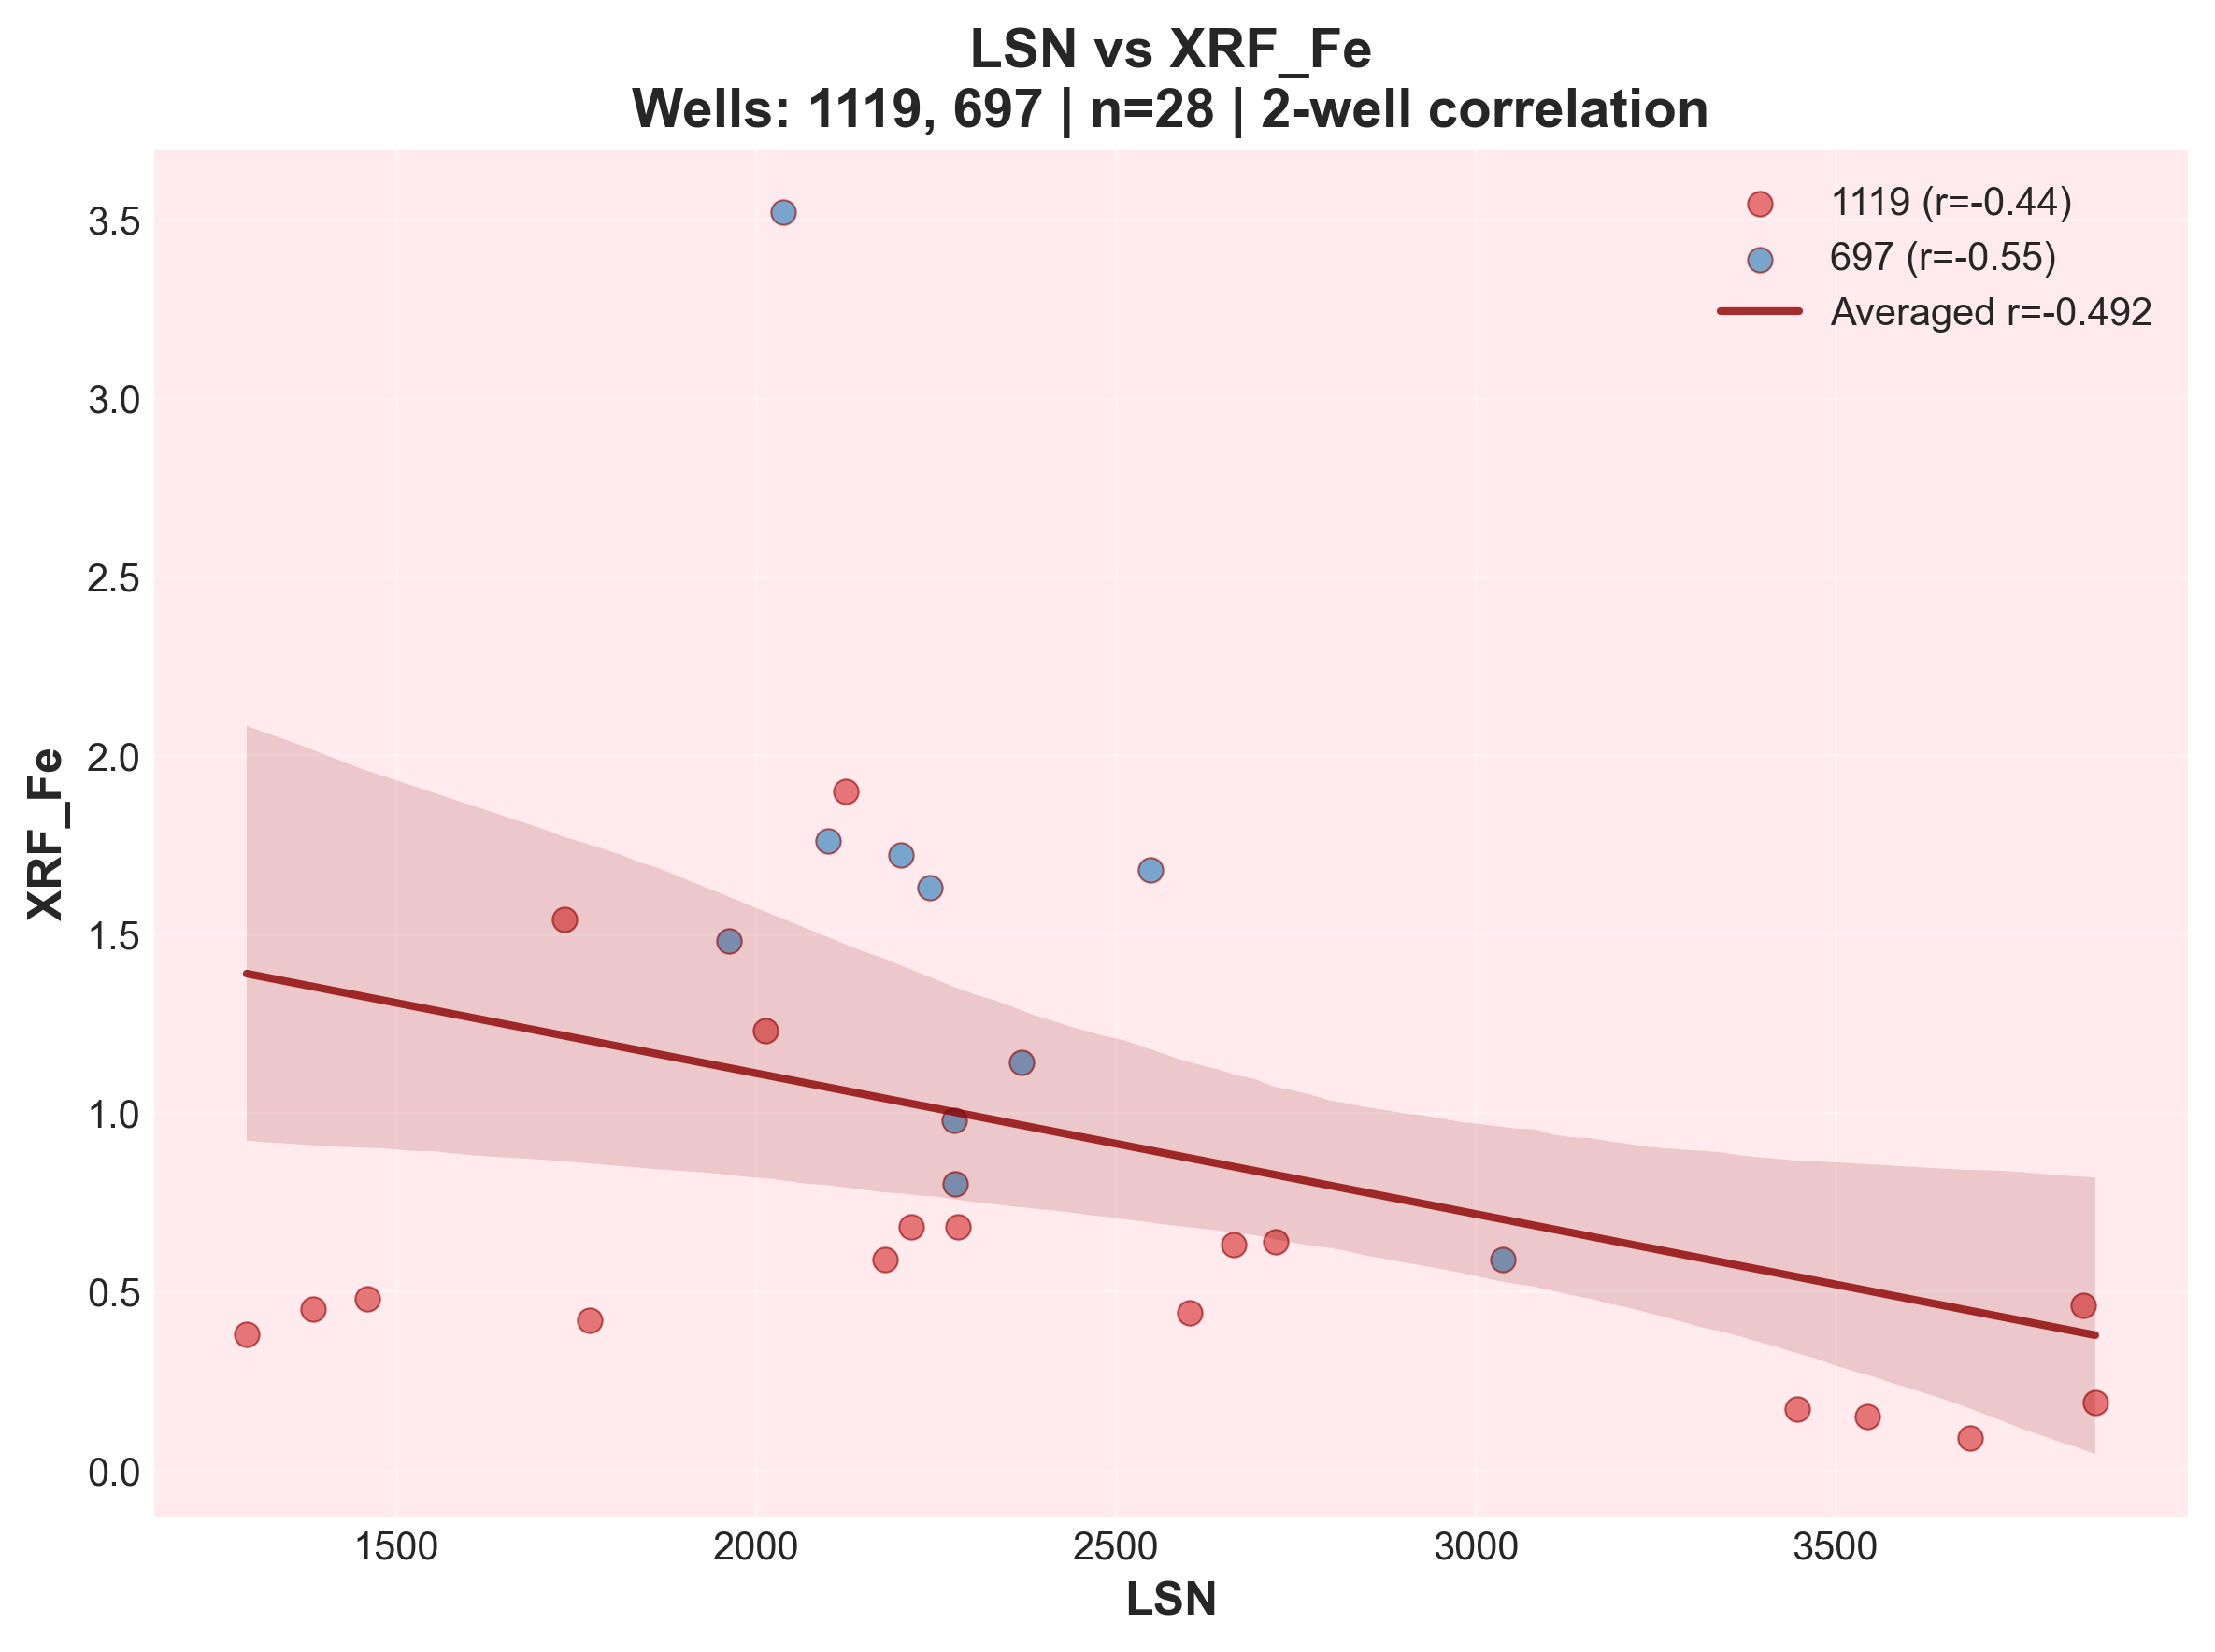 LSN vs XRF_Fe
Wells: 1119, 697 | n=28 | 2-well correlation
1119 (r=-0.44)
697 (r=-0.55)
Averaged r=-0.492
XRF_Fe
3.5
3.0
2.5
2.0
1.5
1.0
0.5
0.0
1500 2000 2500 3000 3500
LSN